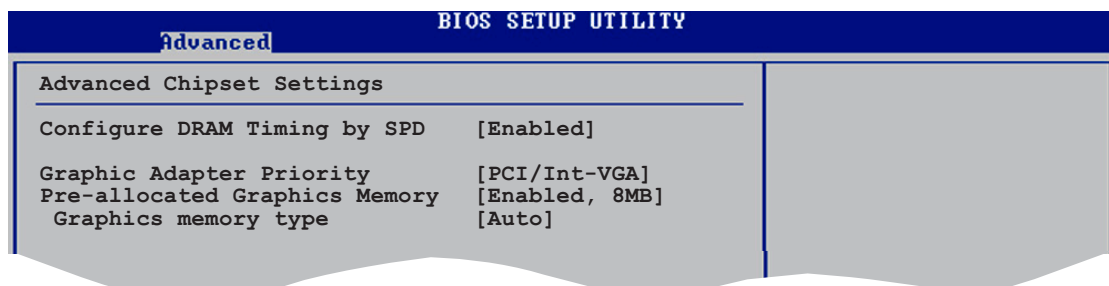 BIOS SETUP UTILITY
Advanced
Advanced Chipset Settings
Configure DRAM Timing by SPD [Enabled]
Graphic Adapter Priority [PCI/Int-VGA]
Pre-allocated Graphics Memory [Enabled, 8MB]
Graphics memory type [Auto]